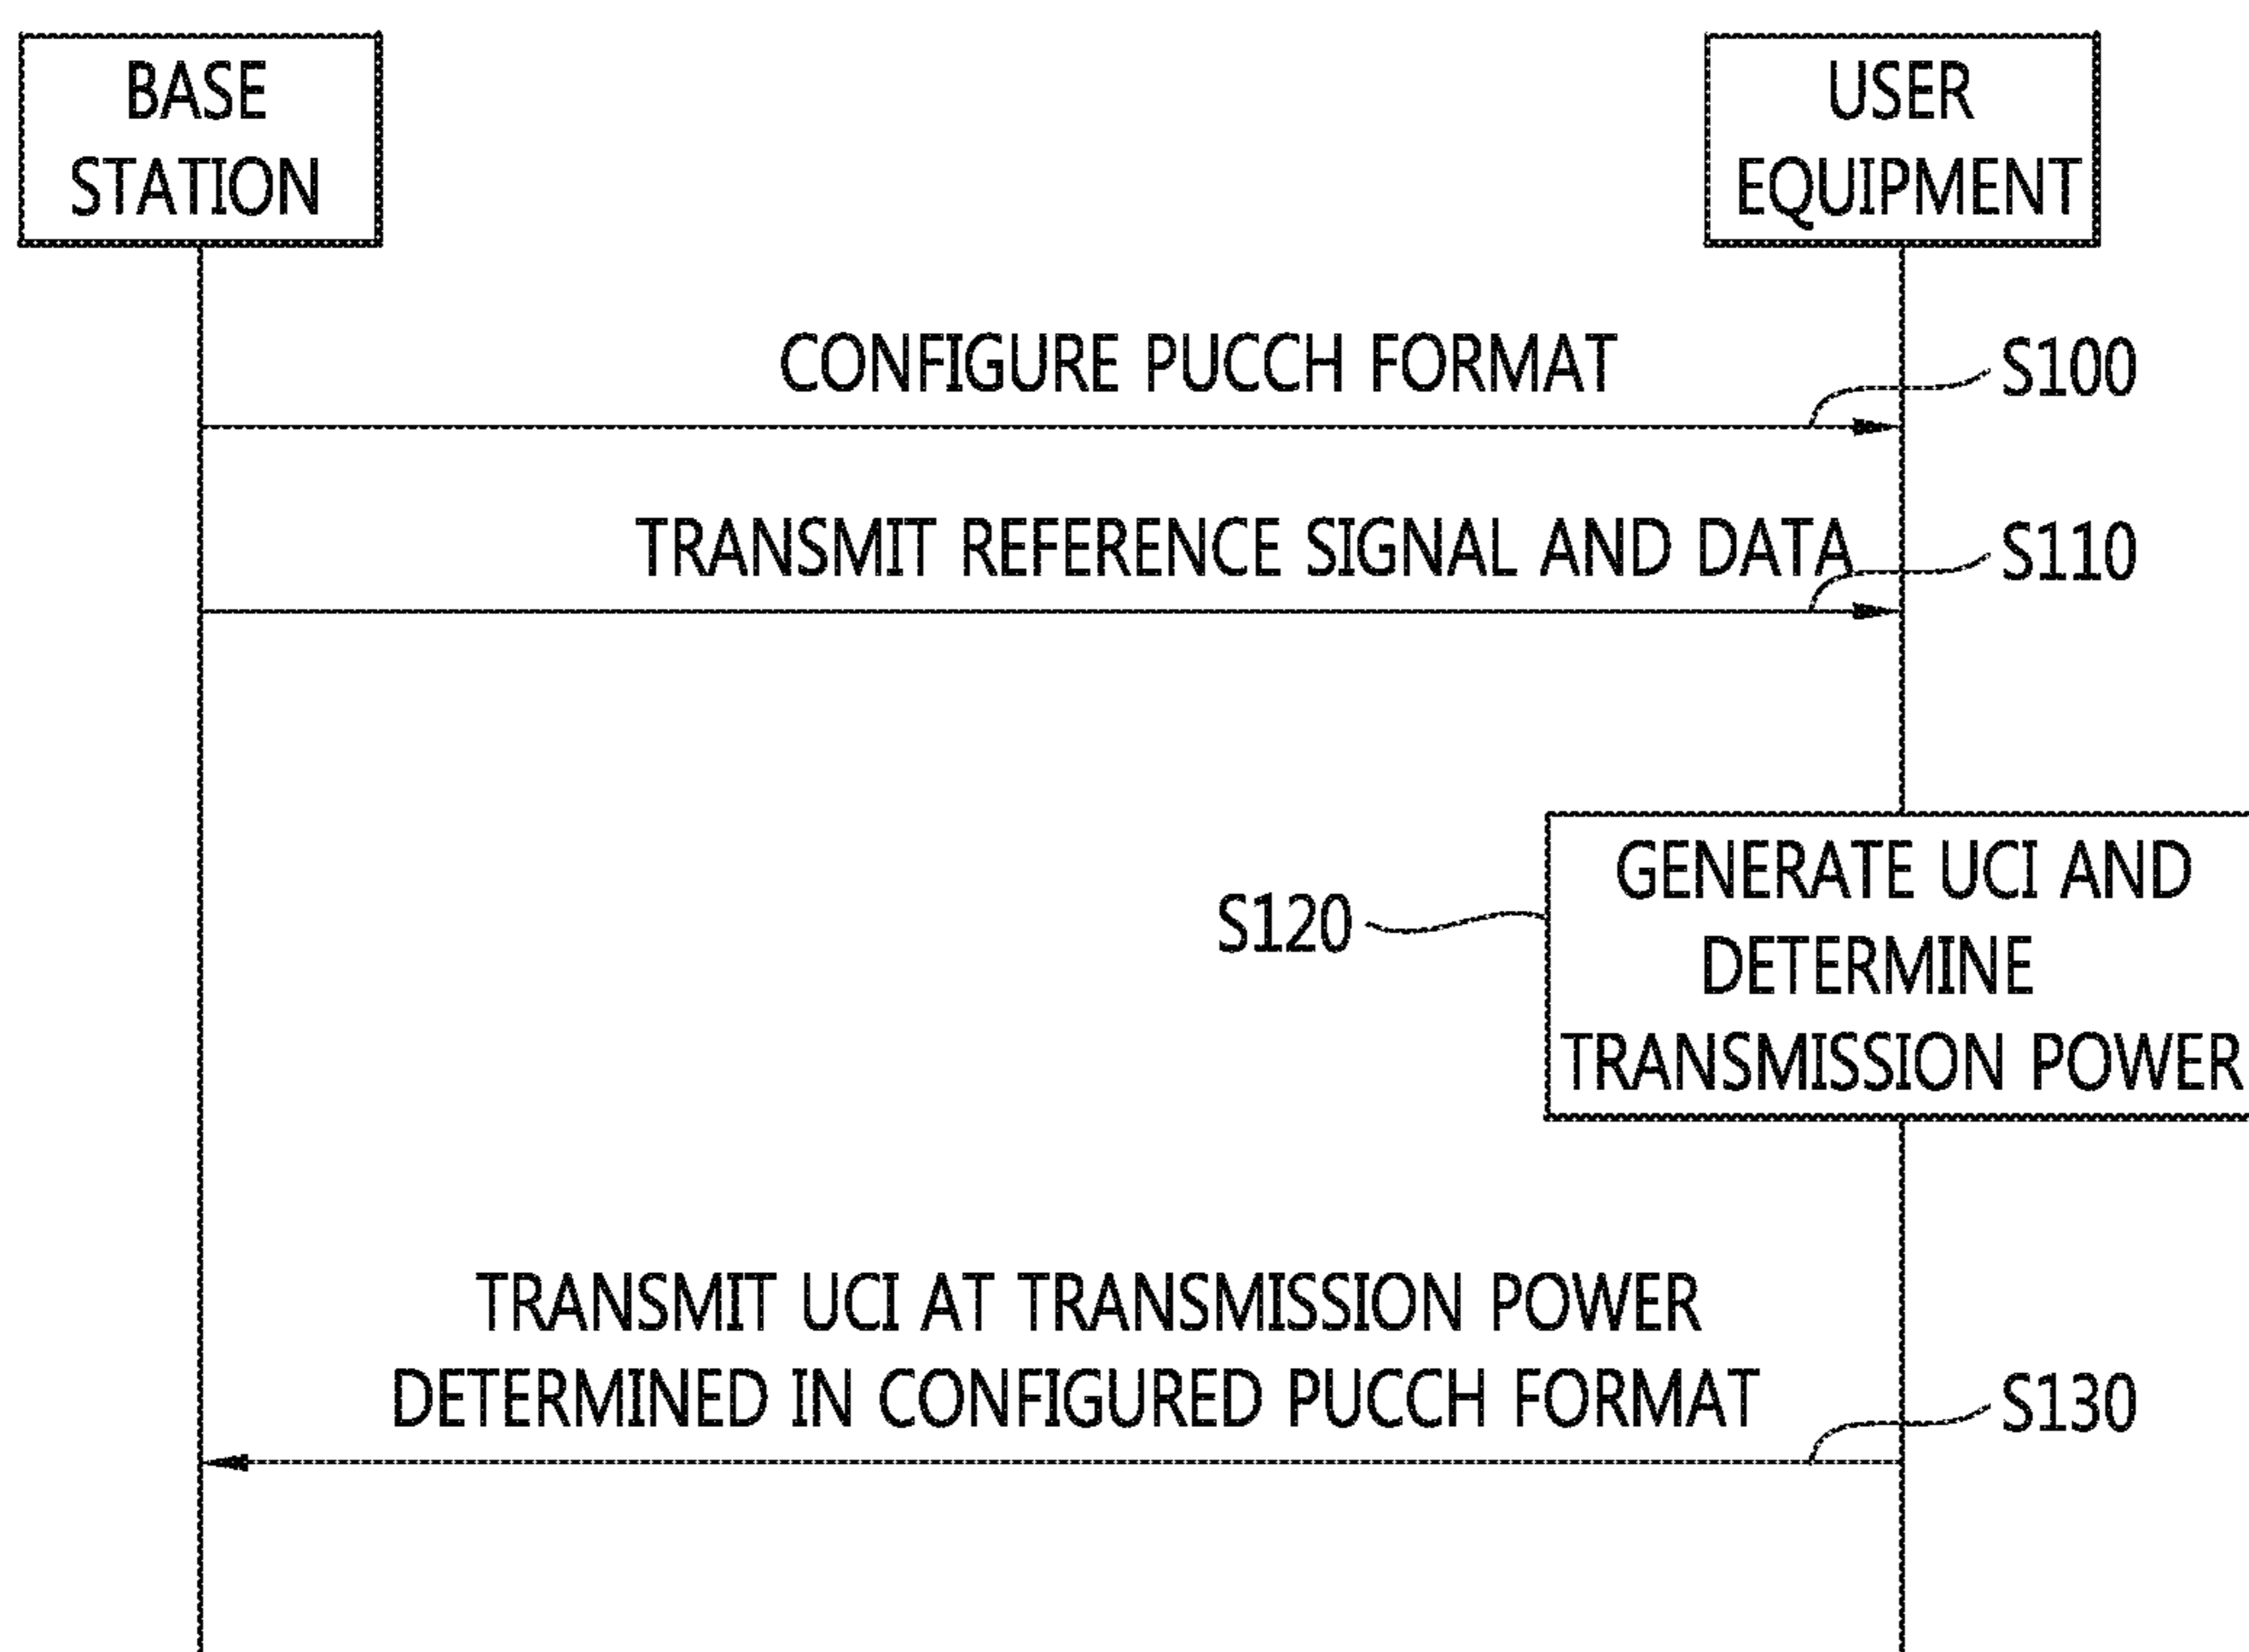 BASE
STATION
USER
EQUIPMENT
CONFIGURE PUCCH FORMAT
S100
TRANSMIT REFERENCE SIGNAL AND DATA
S110
S120
GENERATE UCI AND
DETERMINE
TRANSMISSION POWER
TRANSMIT UCI AT TRANSMISSION POWER
DETERMINED IN CONFIGURED PUCCH FORMAT
S130